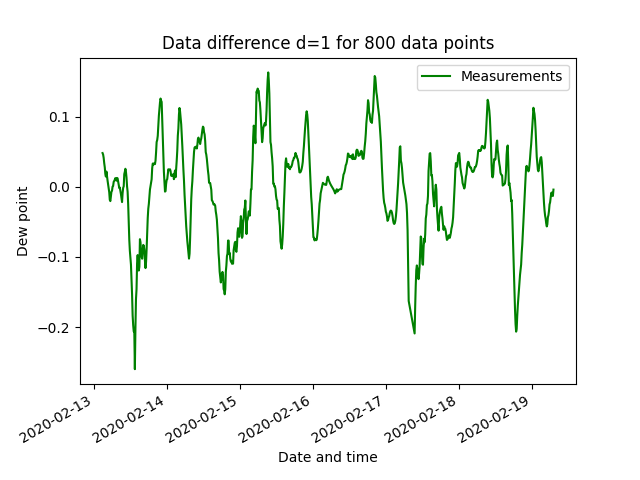 Data difference d=1 for 800 data points
Measurements
Dew point
0.1
0.0
−0.1
−0.2
2020-02-13
2020-02-14
2020-02-15
2020-02-16
2020-02-17
2020-02-18
2020-02-19
Date and time